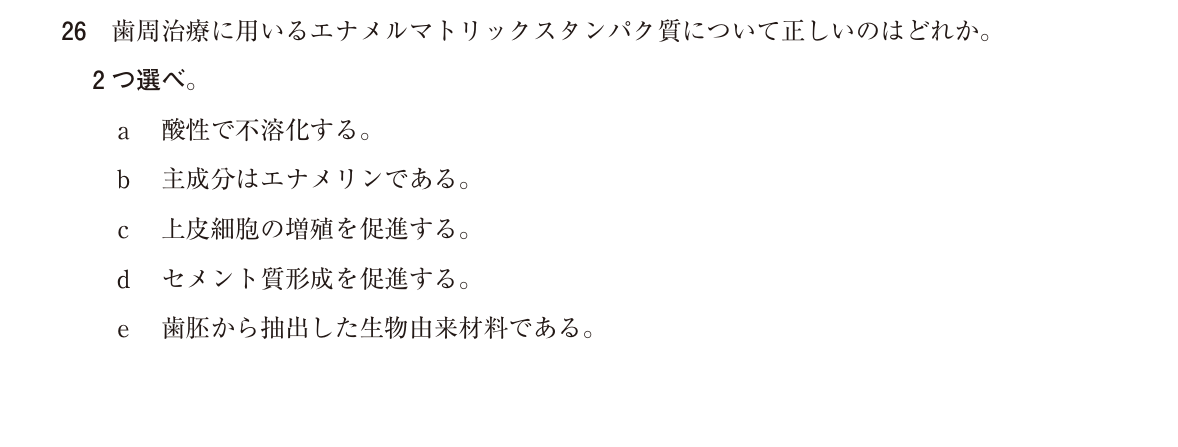 26 歯周治療に用いるエナメルマトリックスタンパク質について正しいのはどれか。
2つ選べ。
a 酸性で不溶化する。
b 主成分はエナメリンである。
c 上皮細胞の増殖を促進する。
d セメント質形成を促進する。
e 歯胚から抽出した生物由来材料である。